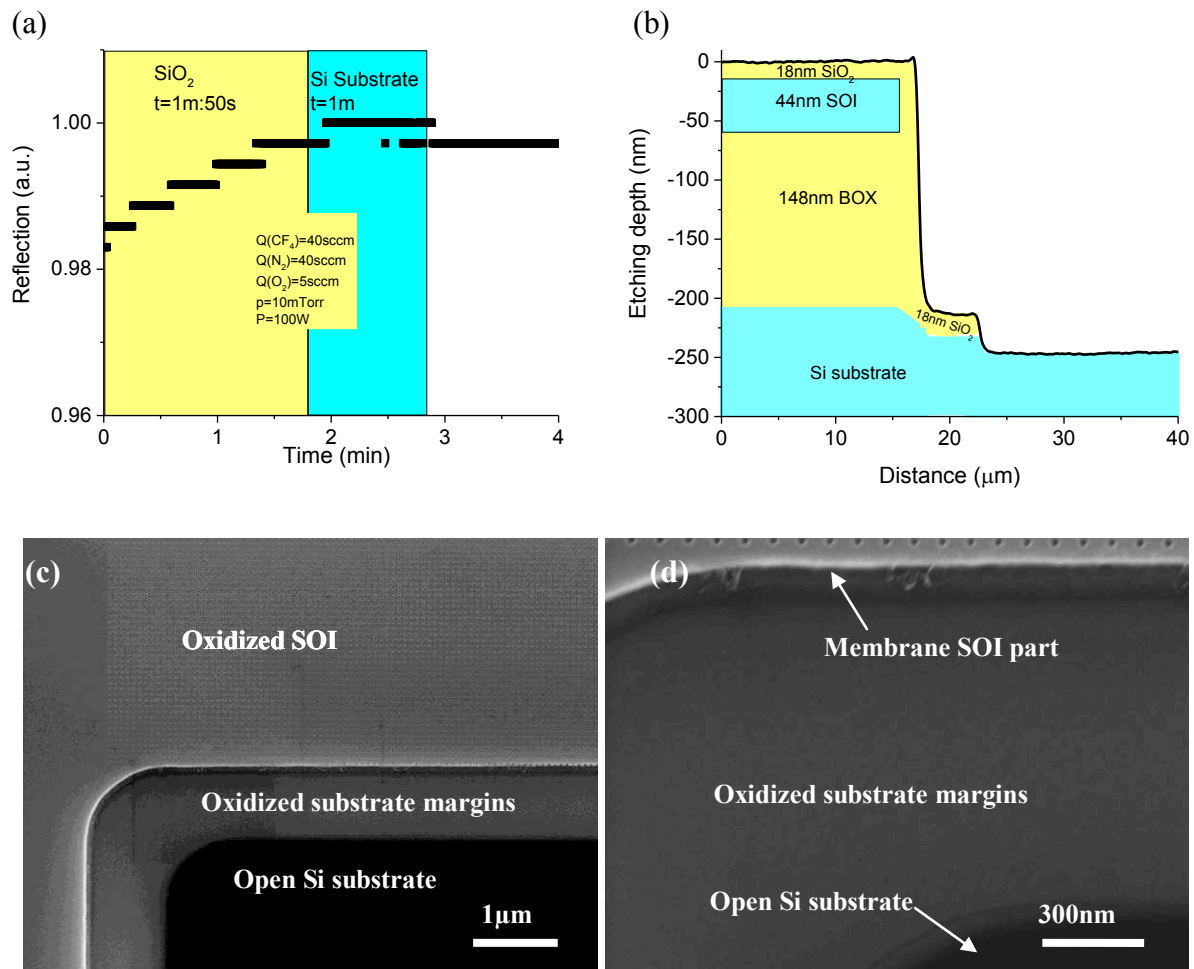 (a)
SiO₂
t=1m:50s
Si Substrate
t=1m
1.00
0.98
0.96
Reflection (a.u.)
Q(CF₄)=40sccm
Q(N₂)=40sccm
Q(O₂)=5sccm
p=10mTorr
P=100W
0
1
2
3
4
Time (min)
(b)
0
-50
-100
-150
-200
-250
-300
Etching depth (nm)
18nm SiO₂
44nm SOI
148nm BOX
18nm SiO₂
Si substrate
0
10
20
30
40
Distance (μm)
(c)
Oxidized SOI
Oxidized substrate margins
Open Si substrate
1μm
(d)
Membrane SOI part
Oxidized substrate margins
Open Si substrate
300nm